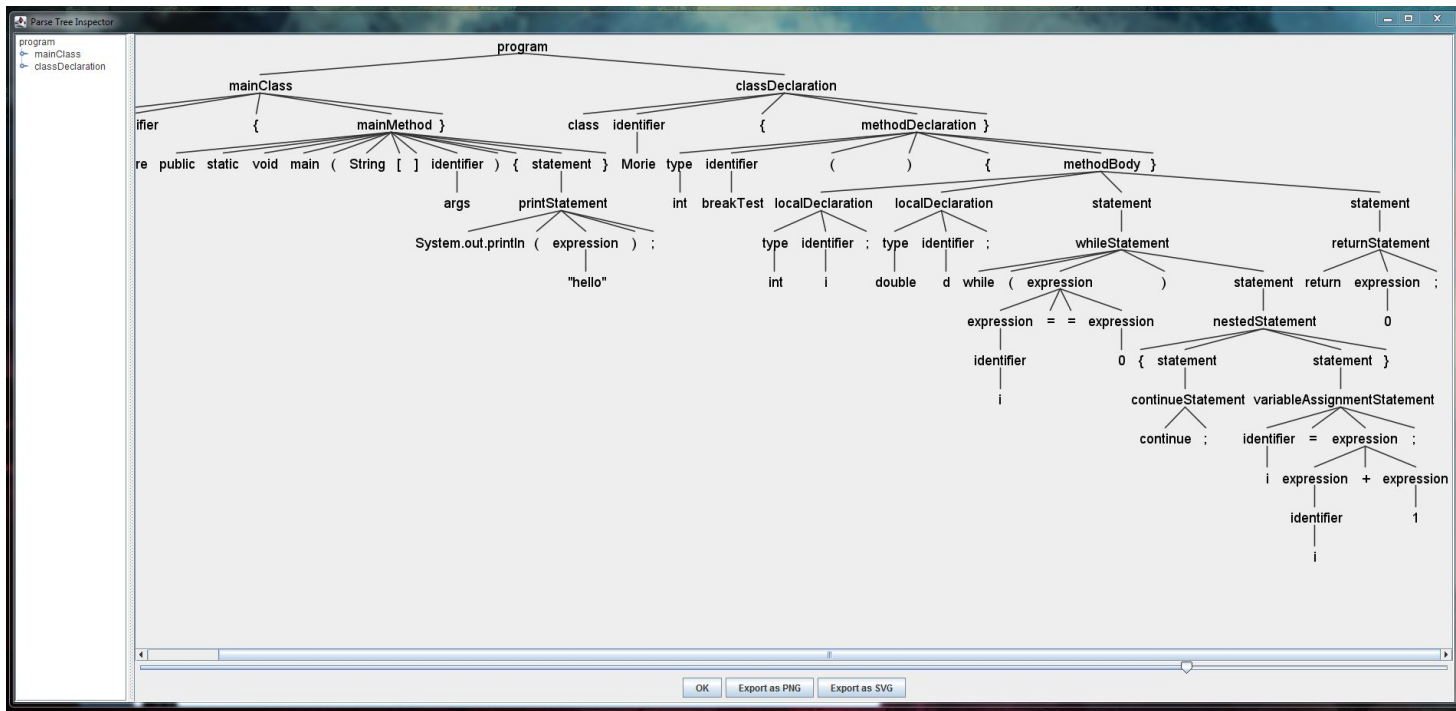 Parse Tree Inspector
program
mainClass
classDeclaration
program
mainClass classDeclaration
ifier { mainMethod } class identifier { methodDeclaration }
re public static void main ( String [ ] identifier ) { statement } Morie type identifier ( ) { methodBody }
args printStatement int breakTest localDeclaration localDeclaration statement statement
System.out.println ( expression ) ; type identifier ; type identifier ; whileStatement returnStatement
"hello" int i double d while ( expression ) statement return expression ;
expression = = expression nestedStatement 0
identifier 0 { statement statement }
i continueStatement variableAssignmentStatement
continue ; identifier = expression ;
i expression + expression
identifier 1
i
OK Export as PNG Export as SVG